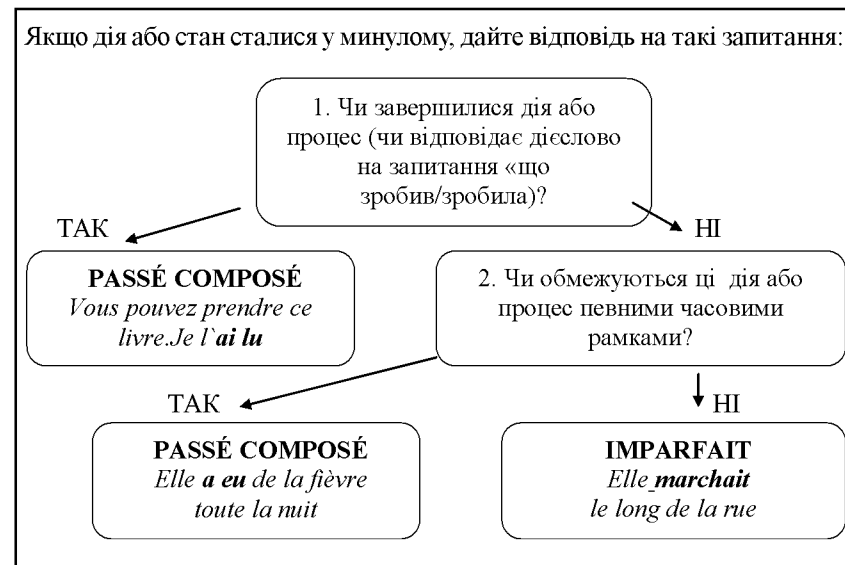 Якщо дія або стан сталися у минулому, дайте відповідь на такі запитання:
1. Чи завершилися дія або
процес (чи відповідає дієслово
на запитання «що
зробив/зробила)?
ТАК
НІ
PASSÉ COMPOSÉ
Vous pouvez prendre ce
livre.Je l`ai lu
2. Чи обмежуються ці дія або
процес певними часовими
рамками?
ТАК
НІ
PASSÉ COMPOSÉ
Elle a eu de la fièvre
toute la nuit
IMPARFAIT
Elle marchait
le long de la rue